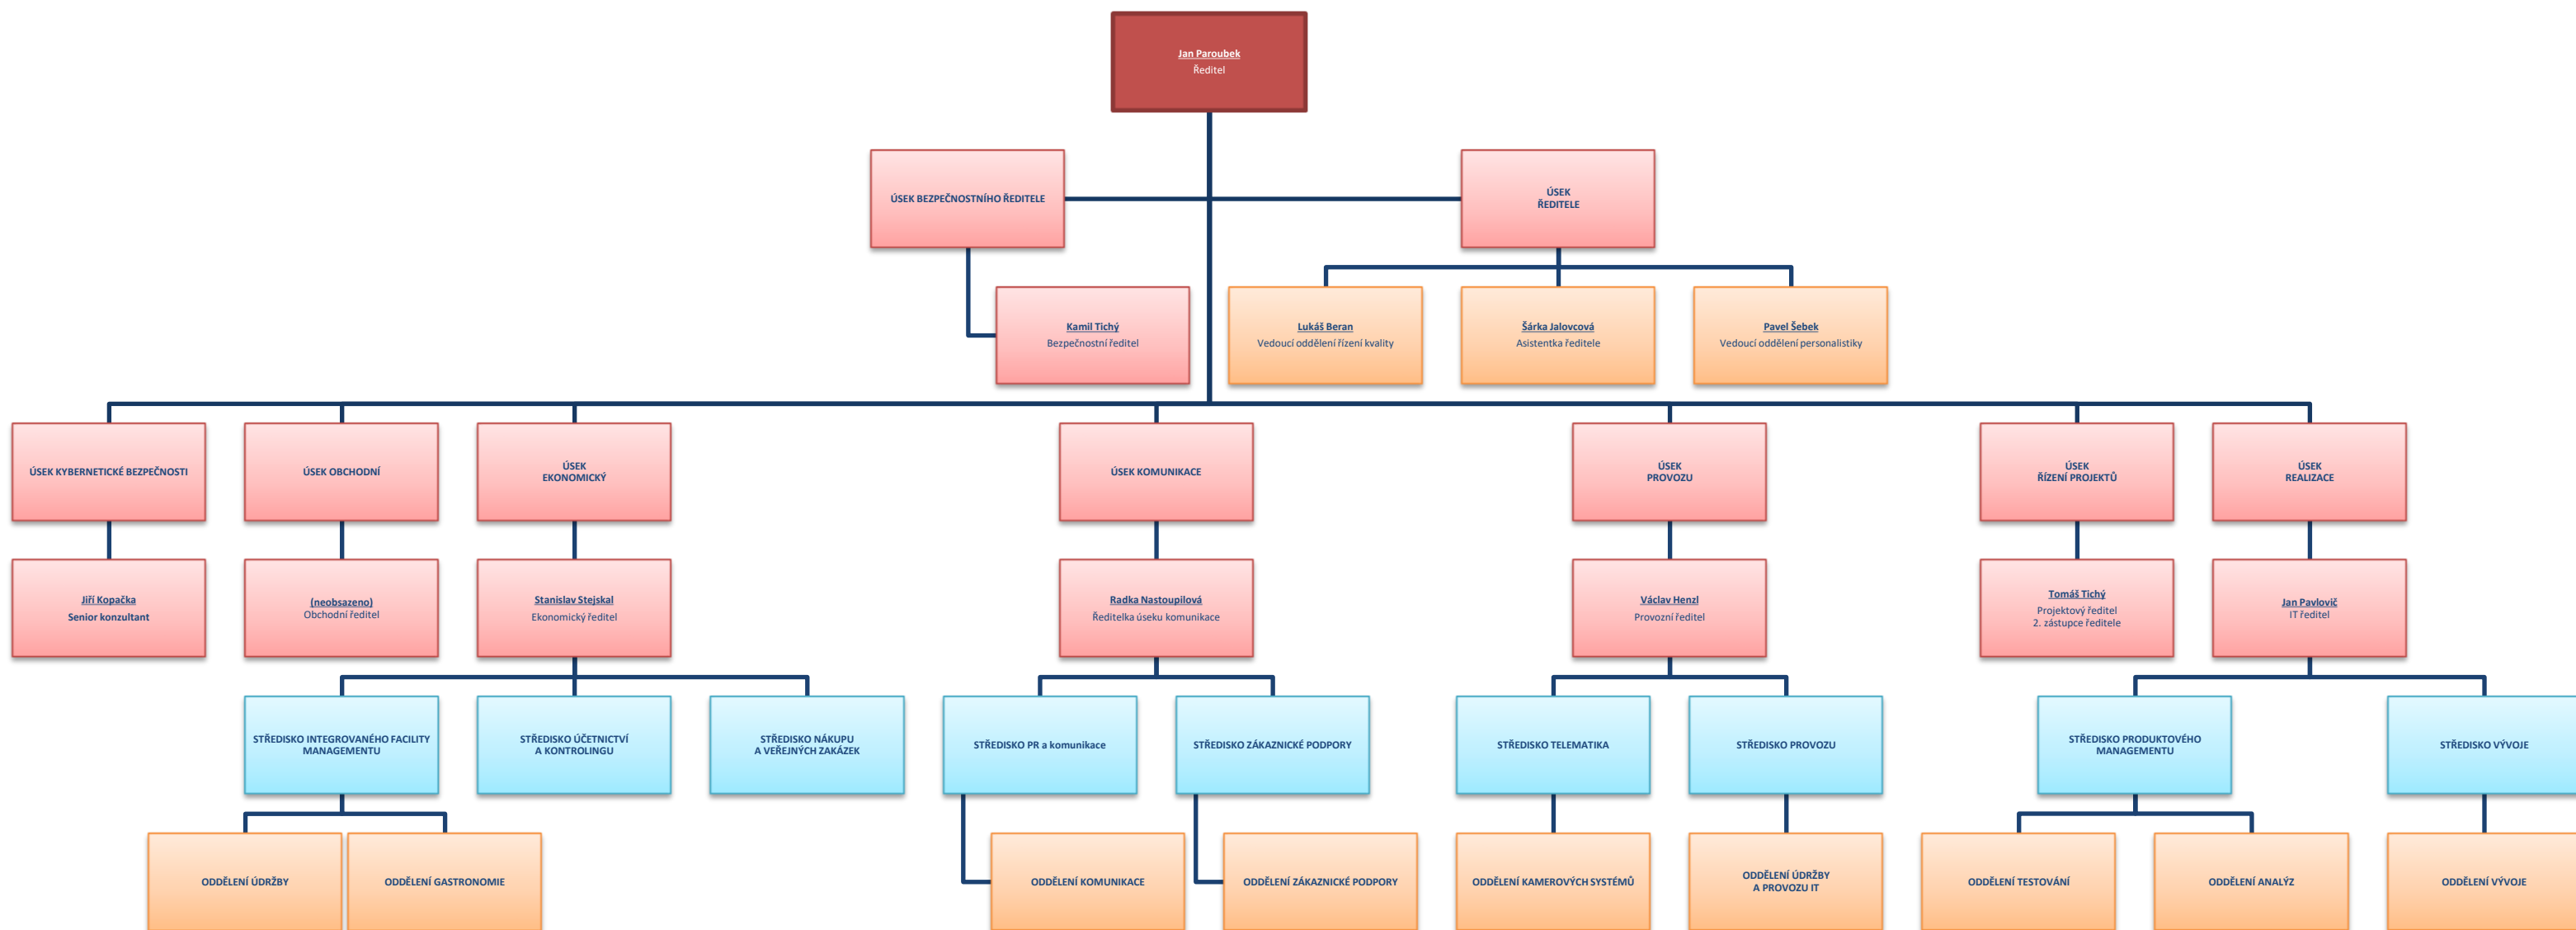 Jan Paroubek
Ředitel
ÚSEK BEZPEČNOSTNÍHO ŘEDITELE
ÚSEK
ŘEDITELE
Kamil Tichý
Bezpečnostní ředitel
Lukáš Beran
Vedoucí oddělení řízení kvality
Šárka Jalovcová
Asistentka ředitele
Pavel Šebek
Vedoucí oddělení personalistiky
ÚSEK KYBERNETICKÉ BEZPEČNOSTI
ÚSEK OBCHODNÍ
ÚSEK
EKONOMICKÝ
ÚSEK KOMUNIKACE
ÚSEK
PROVOZU
ÚSEK
ŘÍZENÍ PROJEKTŮ
ÚSEK
REALIZACE
Jiří Kopačka
Senior konzultant
(neobsazeno)
Obchodní ředitel
Stanislav Stejskal
Ekonomický ředitel
Radka Nastoupilová
Ředitelka úseku komunikace
Václav Henzl
Provozní ředitel
Tomáš Tichý
Projektový ředitel
2. zástupce ředitele
Jan Pavlovič
IT ředitel
STŘEDISKO INTEGROVANÉHO FACILITY
MANAGEMENTU
STŘEDISKO ÚČETNICTVÍ
A KONTROLINGU
STŘEDISKO NÁKUPU
A VEŘEJNÝCH ZAKÁZEK
STŘEDISKO PR a komunikace
STŘEDISKO ZÁKAZNICKÉ PODPORY
STŘEDISKO TELEMATIKA
STŘEDISKO PROVOZU
STŘEDISKO PRODUKTOVÉHO
MANAGEMENTU
STŘEDISKO VÝVOJE
ODDĚLENÍ ÚDRŽBY
ODDĚLENÍ GASTRONOMIE
ODDĚLENÍ KOMUNIKACE
ODDĚLENÍ ZÁKAZNICKÉ PODPORY
ODDĚLENÍ KAMEROVÝCH SYSTÉMŮ
ODDĚLENÍ ÚDRŽBY
A PROVOZU IT
ODDĚLENÍ TESTOVÁNÍ
ODDĚLENÍ ANALÝZ
ODDĚLENÍ VÝVOJE